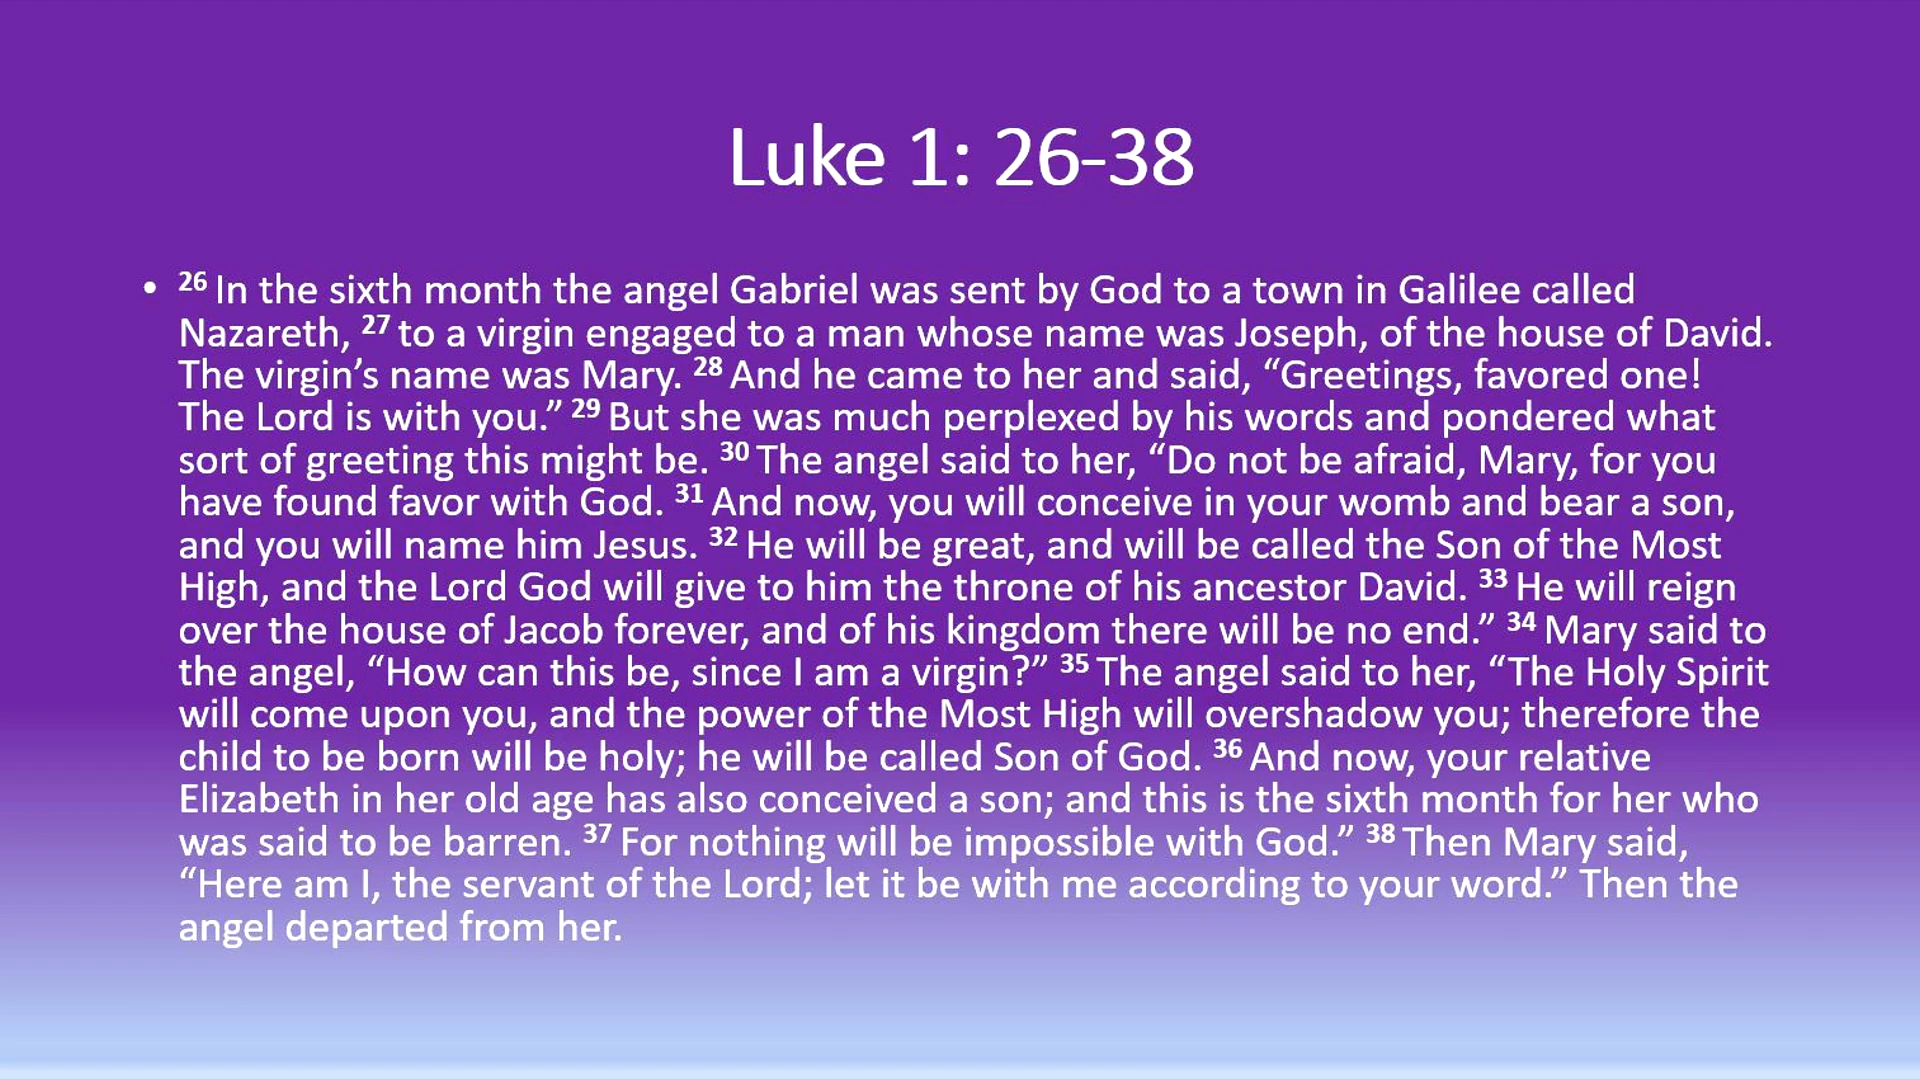 Luke 1: 26-38
• 26 In the sixth month the angel Gabriel was sent by God to a town in Galilee called
Nazareth, 27 to a virgin engaged to a man whose name was Joseph, of the house of David.
The virgin’s name was Mary. 28 And he came to her and said, “Greetings, favored one!
The Lord is with you.” 29 But she was much perplexed by his words and pondered what
sort of greeting this might be. 30 The angel said to her, “Do not be afraid, Mary, for you
have found favor with God. 31 And now, you will conceive in your womb and bear a son,
and you will name him Jesus. 32 He will be great, and will be called the Son of the Most
High, and the Lord God will give to him the throne of his ancestor David. 33 He will reign
over the house of Jacob forever, and of his kingdom there will be no end.” 34 Mary said to
the angel, “How can this be, since I am a virgin?” 35 The angel said to her, “The Holy Spirit
will come upon you, and the power of the Most High will overshadow you; therefore the
child to be born will be holy; he will be called Son of God. 36 And now, your relative
Elizabeth in her old age has also conceived a son; and this is the sixth month for her who
was said to be barren. 37 For nothing will be impossible with God.” 38 Then Mary said,
“Here am I, the servant of the Lord; let it be with me according to your word.” Then the
angel departed from her.